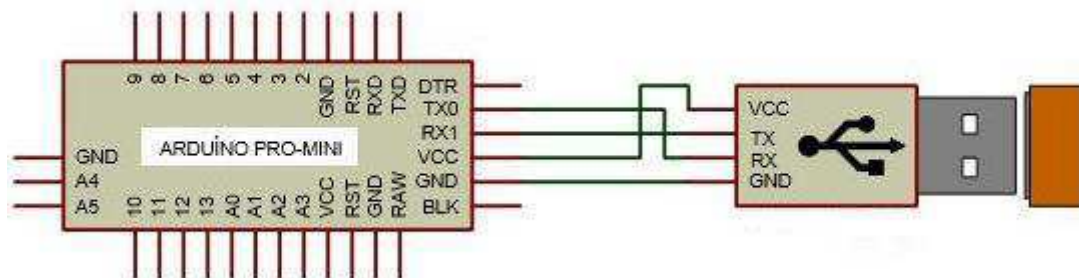 9 8 7 6 5 4 3 2 GND RST RXD TXD
DTR
TX0
RX1
VCC
GND
BLK
ARDUİNO PRO-MINI
GND
A4
A5
10 11 12 13 A0 A1 A2 A3 VCC RST GND RAW
VCC
TX
RX
GND